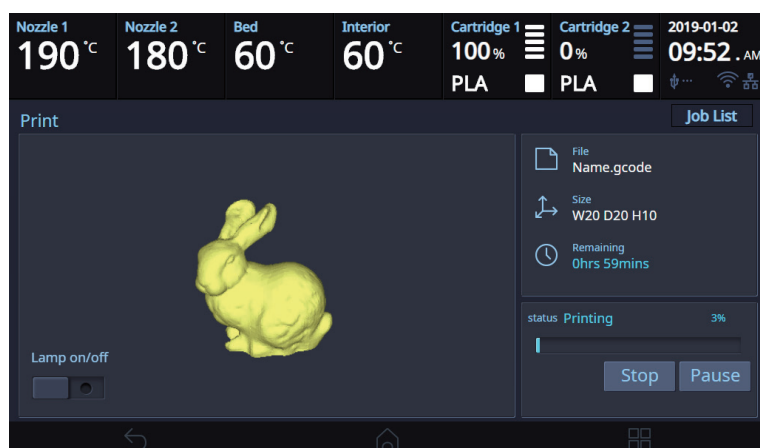 Nozzle 1
190 °C
Nozzle 2
180 °C
Bed
60 °C
Interior
60 °C
Cartridge 1
100 %
PLA
Cartridge 2
0 %
PLA
2019-01-02
09:52 . AM
Print
Job List
File
Name.gcode
Size
W20 D20 H10
Remaining
0hrs 59mins
status Printing 3%
Lamp on/off
Stop Pause